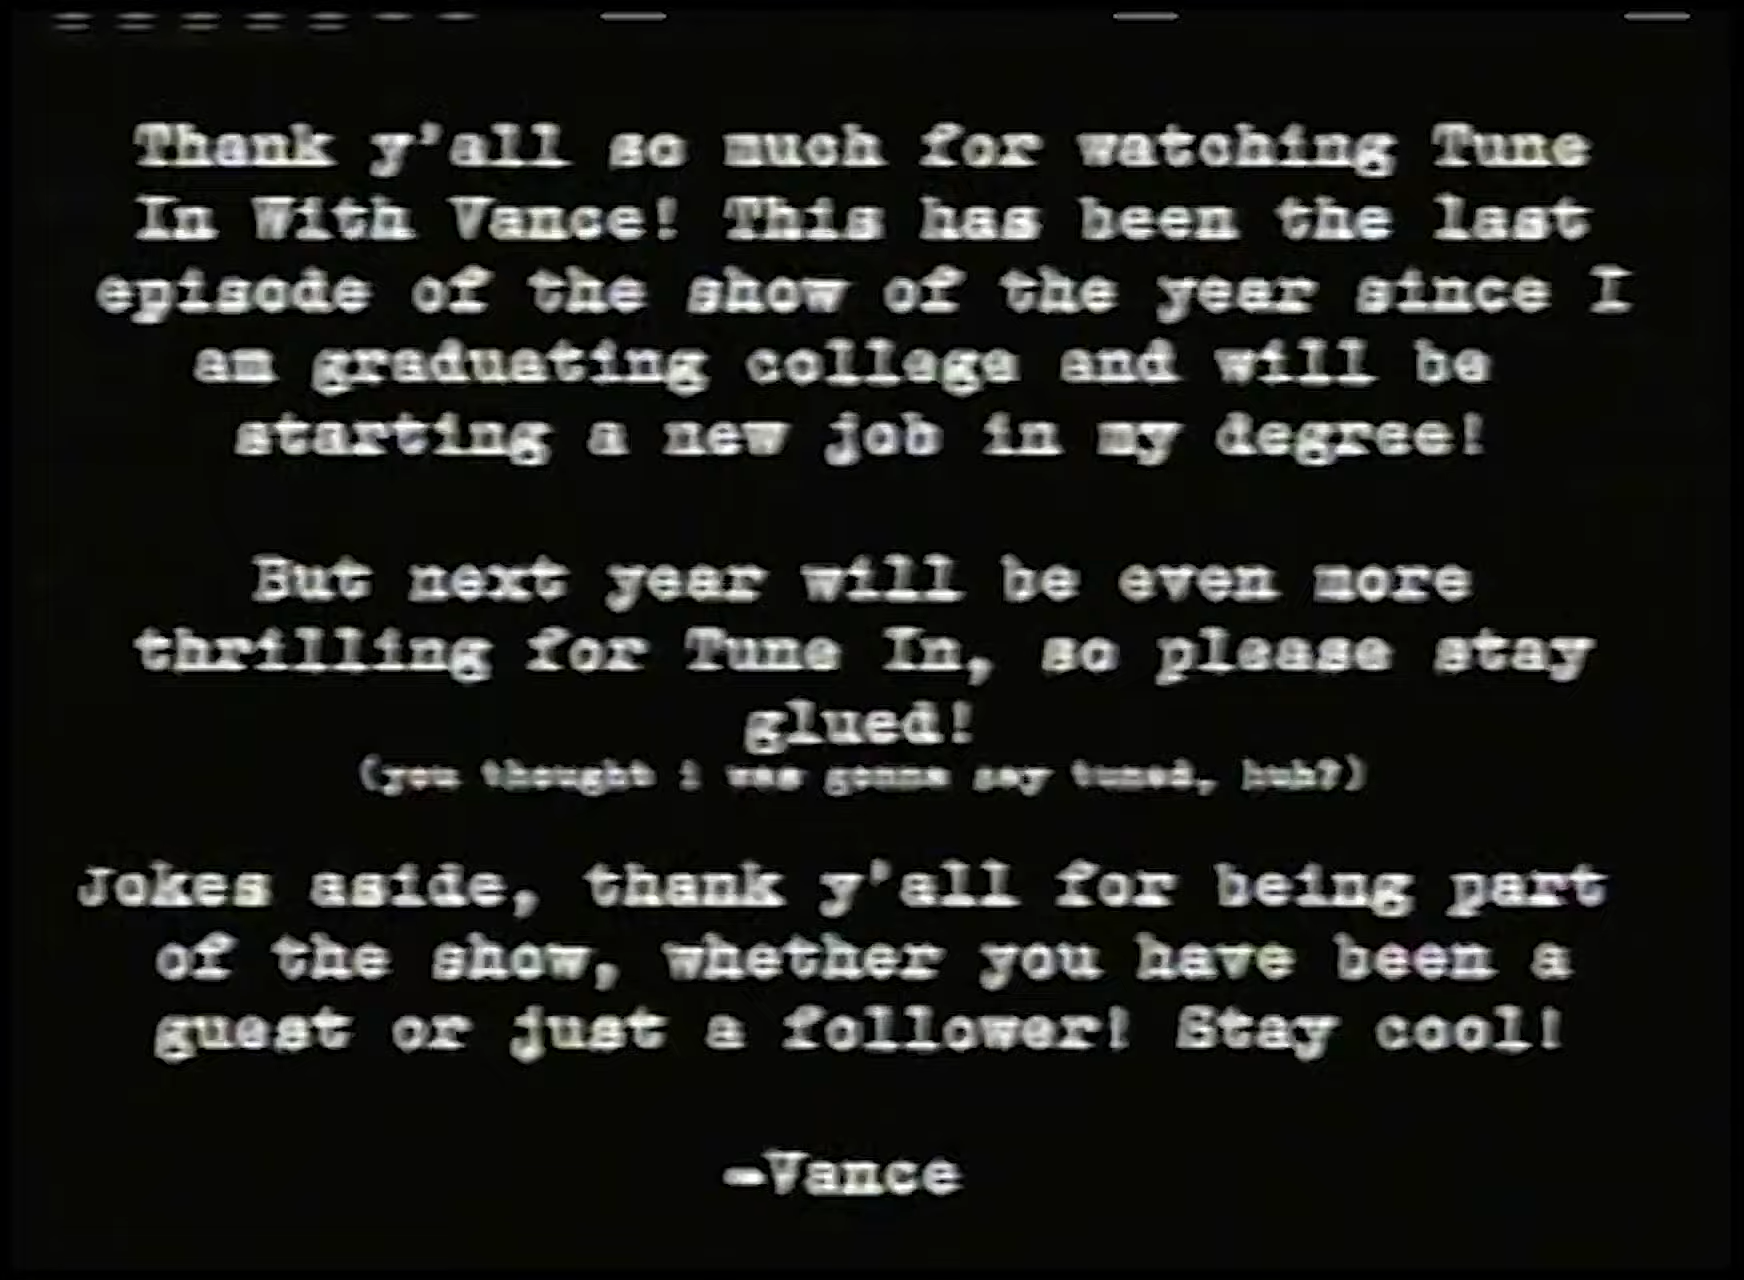 Thank y'all so much for watching Tune
In With Vance! This has been the last
episode of the show of the year since I
am graduating college and will be
starting a new job in my degree!
But next year will be even more
thrilling for Tune In, so please stay
glued!
(you thought i was gonna say tuned, huh?)
Jokes aside, thank y'all for being part
of the show, whether you have been a
guest or just a follower! Stay cool!
-Vance